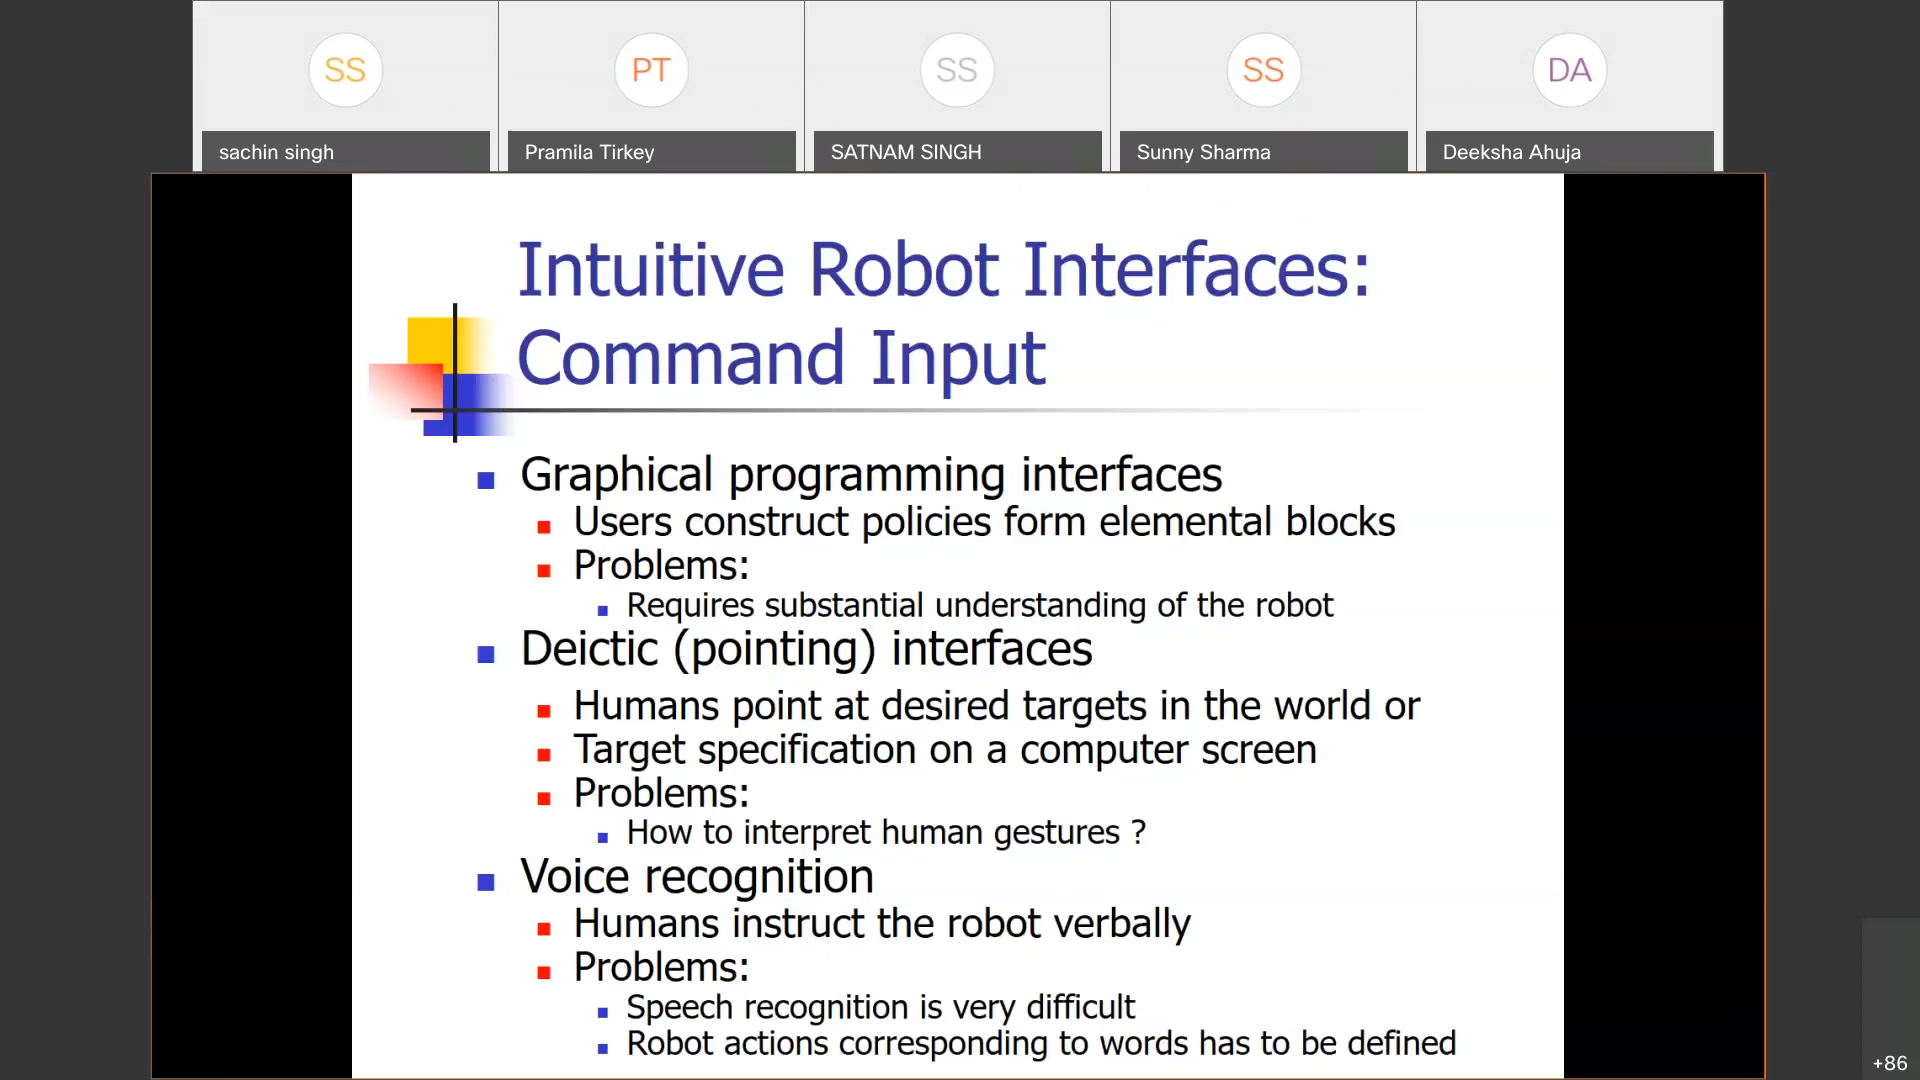 SS
PT
SS
SS
DA
sachin singh
Pramila Tirkey
SATNAM SINGH
Sunny Sharma
Deeksha Ahuja
Intuitive Robot Interfaces:
Command Input
Graphical programming interfaces
Users construct policies form elemental blocks
Problems:
Requires substantial understanding of the robot
Deictic (pointing) interfaces
Humans point at desired targets in the world or
Target specification on a computer screen
Problems:
How to interpret human gestures ?
Voice recognition
Humans instruct the robot verbally
Problems:
Speech recognition is very difficult
Robot actions corresponding to words has to be defined
+86